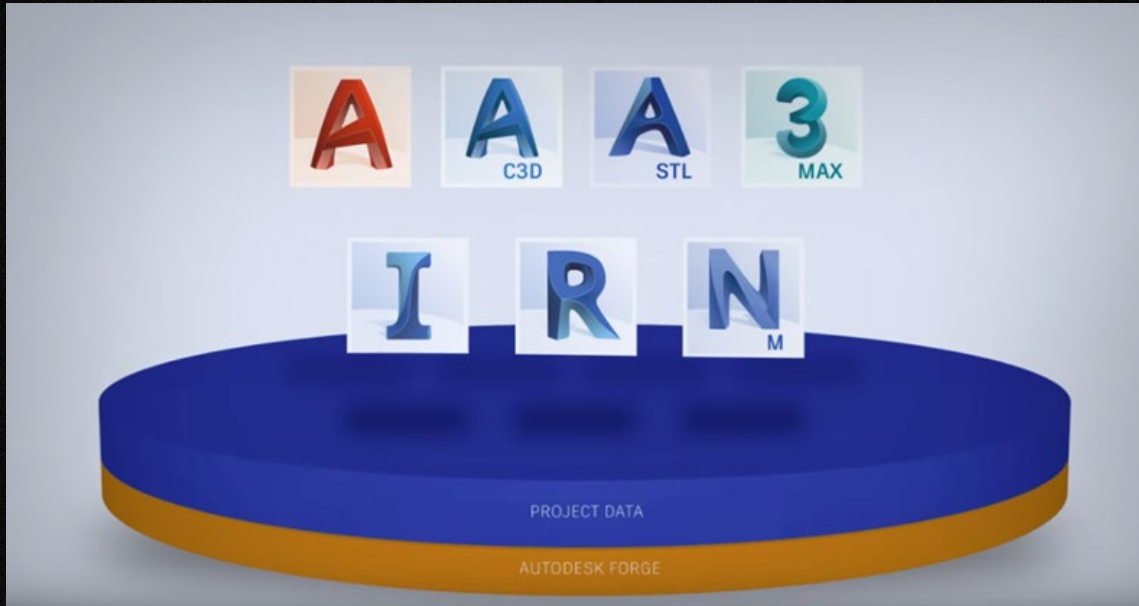 A A A 3
C3D STL MAX
I R N
M
PROJECT DATA
AUTODESK FORGE